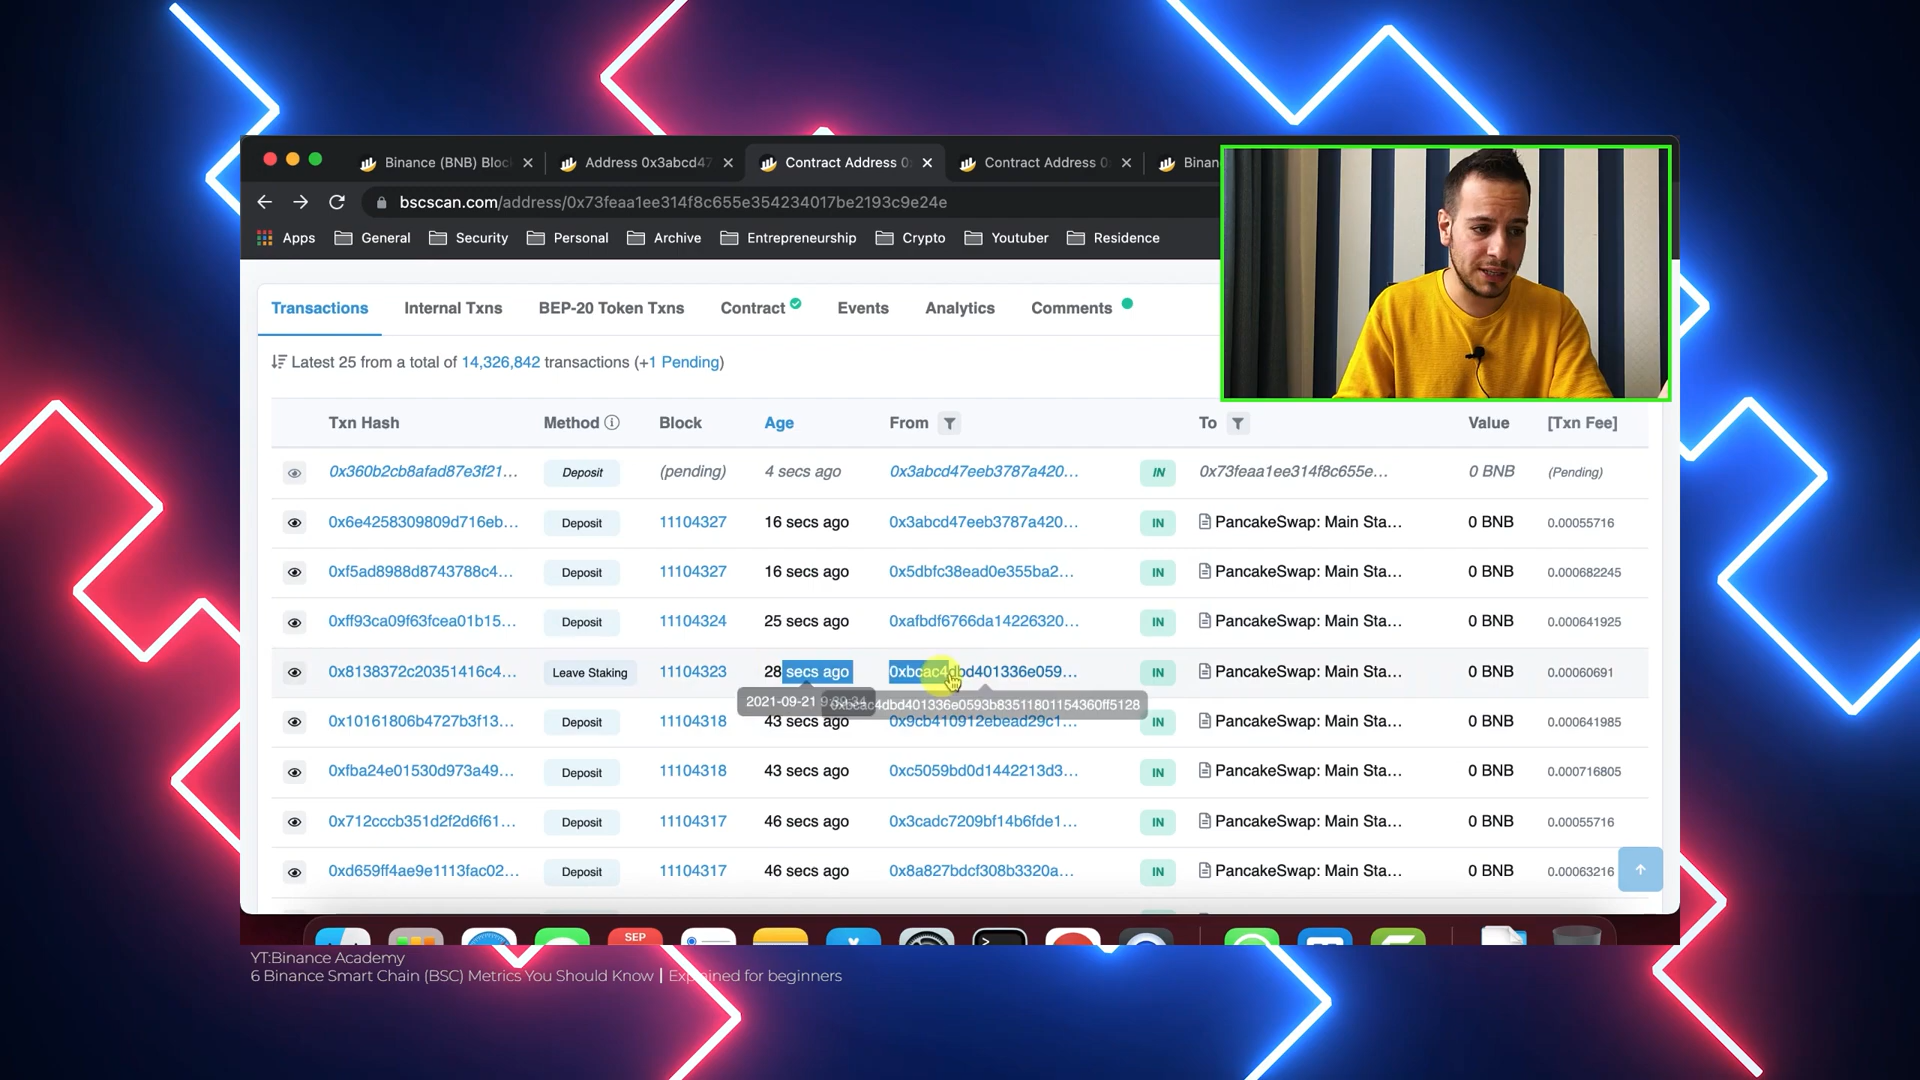 Binance (BNB) Bloc
Address 0x3abcd47
Contract Address 0
Contract Address 0
Binan
bscscan.com/address/0x73feaa1ee314f8c655e354234017be2193c9e24e
Apps General Security Personal Archive Entrepreneurship Crypto Youtuber Residence
Transactions Internal Txns BEP-20 Token Txns Contract Events Analytics Comments
Latest 25 from a total of 14,326,842 transactions (+1 Pending)
Txn Hash Method Block Age From To Value [Txn Fee]
0x360b2cb8afad87e3f21... Deposit (pending) 4 secs ago 0x3abcd47eeb3787a420... IN 0x73feaa1ee314f8c655e... 0 BNB (Pending)
0x6e4258309809d716eb... Deposit 11104327 16 secs ago 0x3abcd47eeb3787a420... IN PancakeSwap: Main Sta... 0 BNB 0.00055716
0xf5ad8988d8743788c4... Deposit 11104327 16 secs ago 0x5dbfc38ead0e355ba2... IN PancakeSwap: Main Sta... 0 BNB 0.000682245
0xff93ca09f63fcea01b15... Deposit 11104324 25 secs ago 0xafbdf6766da14226320... IN PancakeSwap: Main Sta... 0 BNB 0.000641925
0x8138372c20351416c4... Leave Staking 11104323 28 secs ago 0xbcac4dbd401336e059... IN PancakeSwap: Main Sta... 0 BNB 0.00060691
2021-09-21 0xbcac4dbd401336e0593b83511801154360ff5128
0x10161806b4727b3f13... Deposit 11104318 43 secs ago 0x9cb410912ebead29c1... IN PancakeSwap: Main Sta... 0 BNB 0.000641985
0xfba24e01530d973a49... Deposit 11104318 43 secs ago 0xc5059bd0d1442213d3... IN PancakeSwap: Main Sta... 0 BNB 0.000716805
0x712cccb351d2f2d6f61... Deposit 11104317 46 secs ago 0x3cadc7209bf14b6fde1... IN PancakeSwap: Main Sta... 0 BNB 0.00055716
0xd659ff4ae9e1113fac02... Deposit 11104317 46 secs ago 0x8a827bdcf308b3320a... IN PancakeSwap: Main Sta... 0 BNB 0.00063216
SEP
YT:Binance Academy
6 Binance Smart Chain (BSC) Metrics You Should Know | Explained for beginners